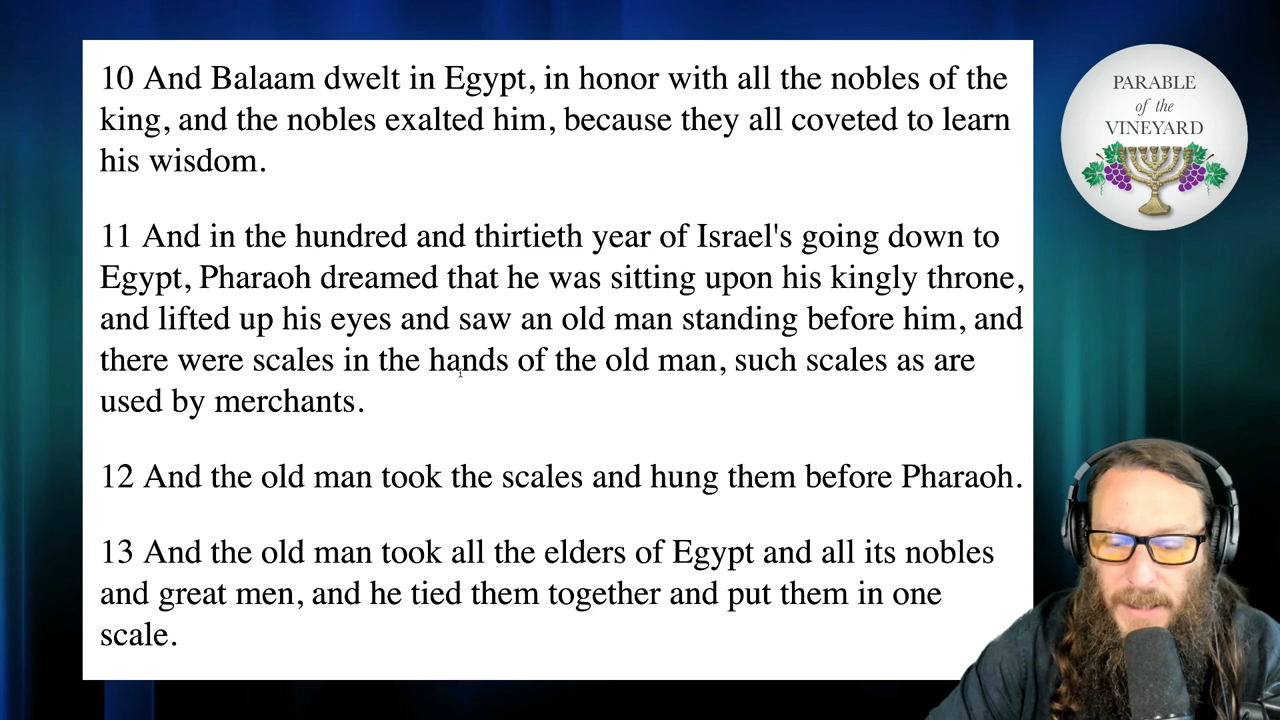 10 And Balaam dwelt in Egypt, in honor with all the nobles of the
king, and the nobles exalted him, because they all coveted to learn
his wisdom.
11 And in the hundred and thirtieth year of Israel's going down to
Egypt, Pharaoh dreamed that he was sitting upon his kingly throne,
and lifted up his eyes and saw an old man standing before him, and
there were scales in the hands of the old man, such scales as are
used by merchants.
12 And the old man took the scales and hung them before Pharaoh.
13 And the old man took all the elders of Egypt and all its nobles
and great men, and he tied them together and put them in one
scale.
PARABLE
of the
VINEYARD